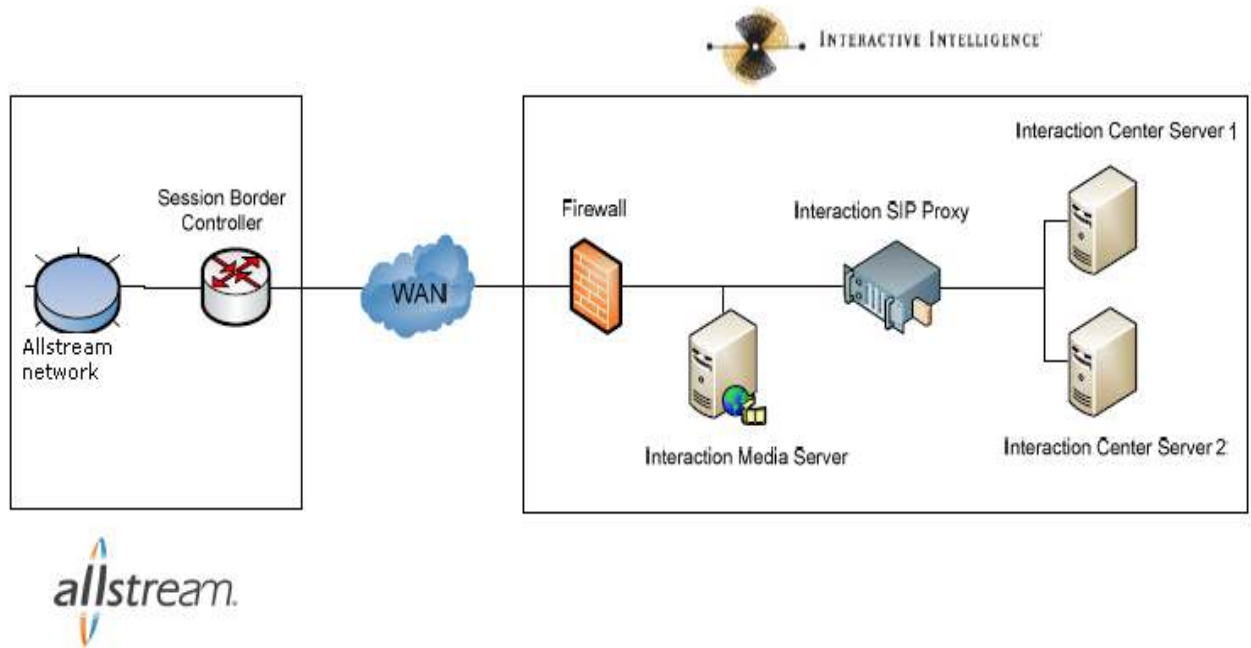 INTERACTIVE INTELLIGENCE
Interaction Center Server 1
Session Border
Controller
Firewall
Interaction SIP Proxy
WAN
Allstream
network
Interaction Media Server
Interaction Center Server 2
allstream.